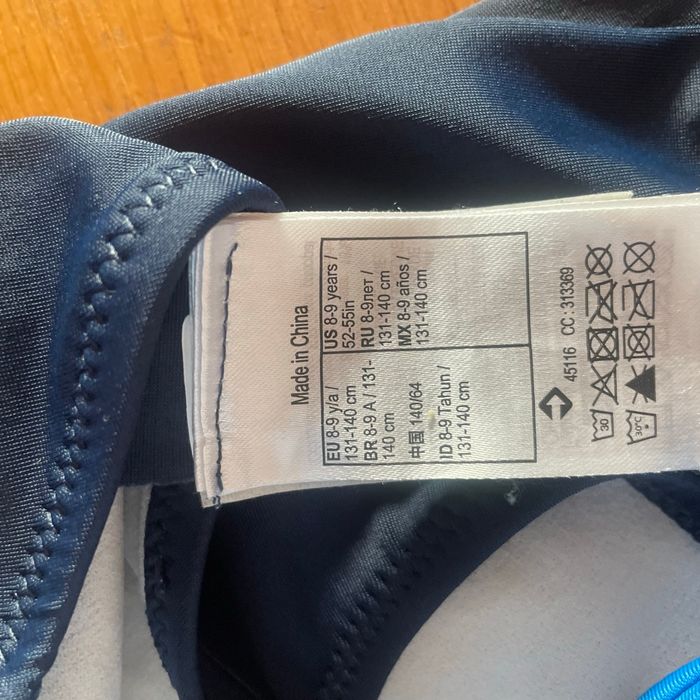 Made in China
EU 8-9 y/a /
131-140 cm
BR 8-9 A / 131-
140 cm
中国 140/64
ID 8-9 Tahun /
131-140 cm
US 8-9 years /
52-55in
RU 8-9лет /
131-140 cm
MX 8-9 años /
131-140 cm
45116 CC : 313369
30
30°C